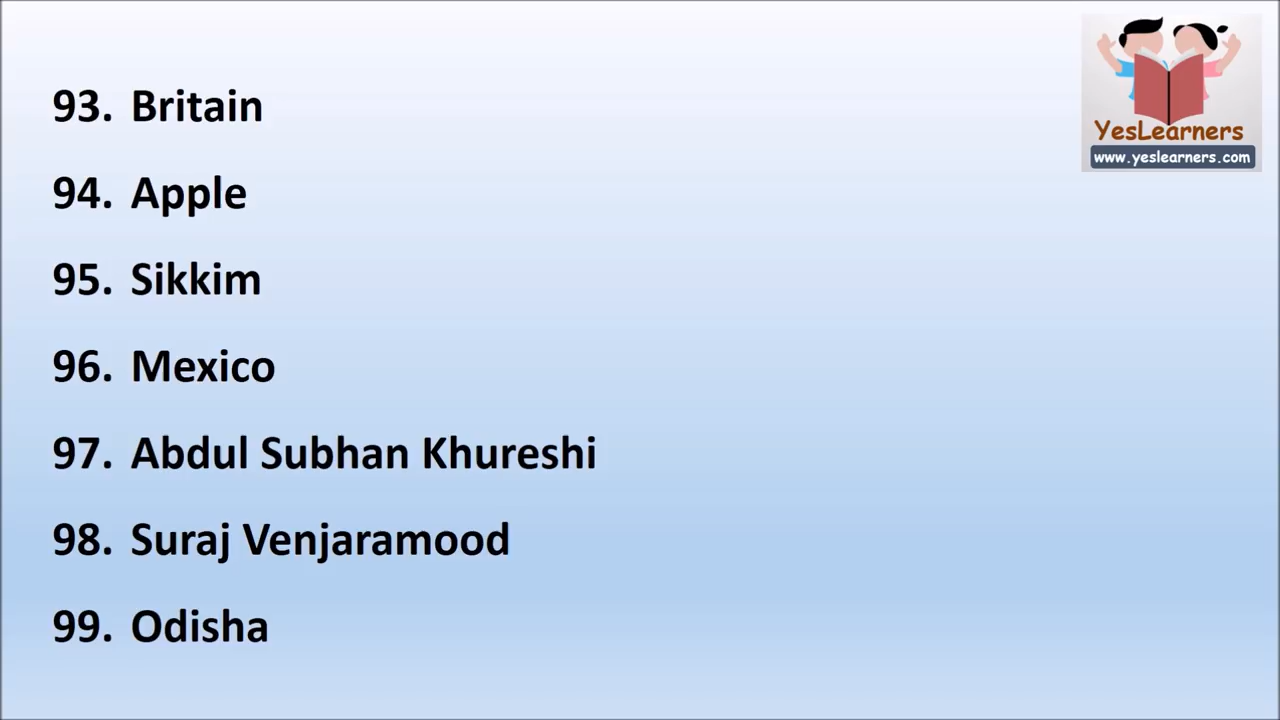 93. Britain
94. Apple
95. Sikkim
96. Mexico
97. Abdul Subhan Khureshi
98. Suraj Venjaramood
99. Odisha
YesLearners
www.yeslearners.com